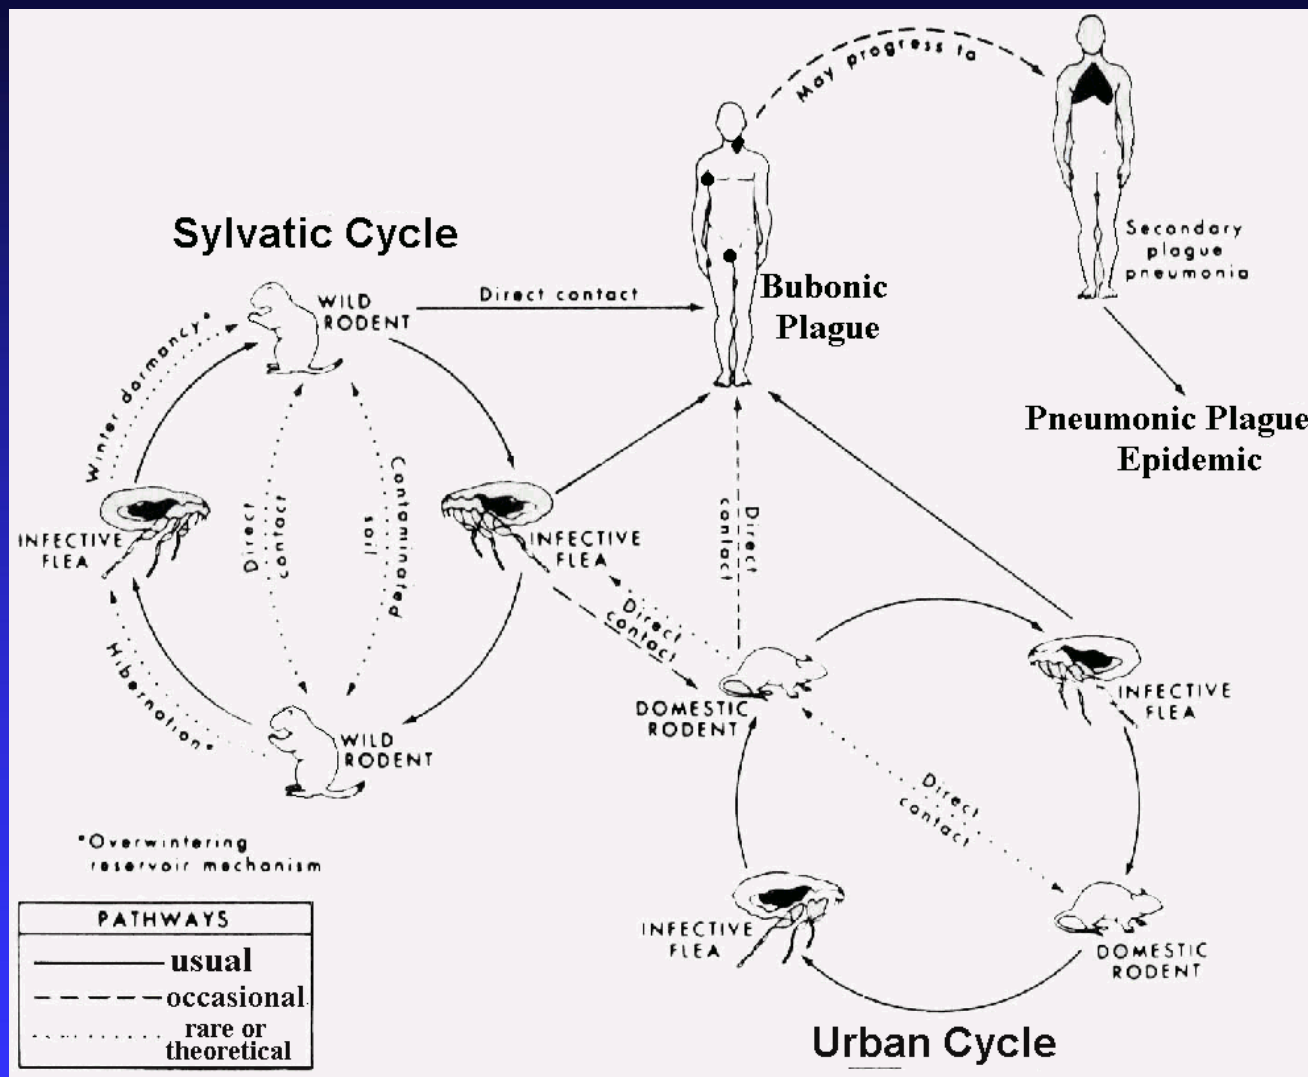 May progress to
Secondary
plague
pneumonia
Sylvatic Cycle
WILD
RODENT
Direct contact
Bubonic
Plague
Winter dormancy*
Pneumonic Plague
Epidemic
Direct
contact
Contaminated
soil
INFECTIVE
FLEA
INFECTIVE
FLEA
Direct
contact
Direct
contact
Hibernation*
DOMESTIC
RODENT
INFECTIVE
FLEA
WILD
RODENT
Direct
contact
*Overwintering
reservoir mechanism
INFECTIVE
FLEA
DOMESTIC
RODENT
PATHWAYS
usual
occasional
rare or
theoretical
Urban Cycle